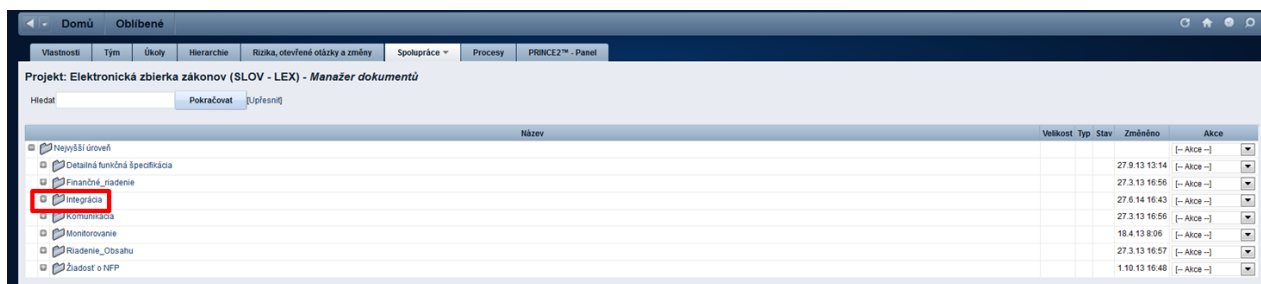 Domů Oblíbené
Vlastnosti Tým Úkoly Hierarchie Rizika, otevřené otázky a změny Spolupráce Procesy PRINCE2™ - Panel
Projekt: Elektronická zbierka zákonov (SLOV - LEX) - Manažer dokumentů
Hledat Pokračovat [Upřesnit]
Název Velikost Typ Stav Změněno Akce
Nejvyšší úroveň [-- Akce --]
Detailná funkčná špecifikácia 27.9.13 13:14 [-- Akce --]
Finančné_riadenie 27.3.13 16:56 [-- Akce --]
Integrácia 27.6.14 16:43 [-- Akce --]
Komunikácia 27.3.13 16:56 [-- Akce --]
Monitorovanie 18.4.13 8:06 [-- Akce --]
Riadenie_Obsahu 27.3.13 16:57 [-- Akce --]
Žiadosť o NFP 1.10.13 16:48 [-- Akce --]